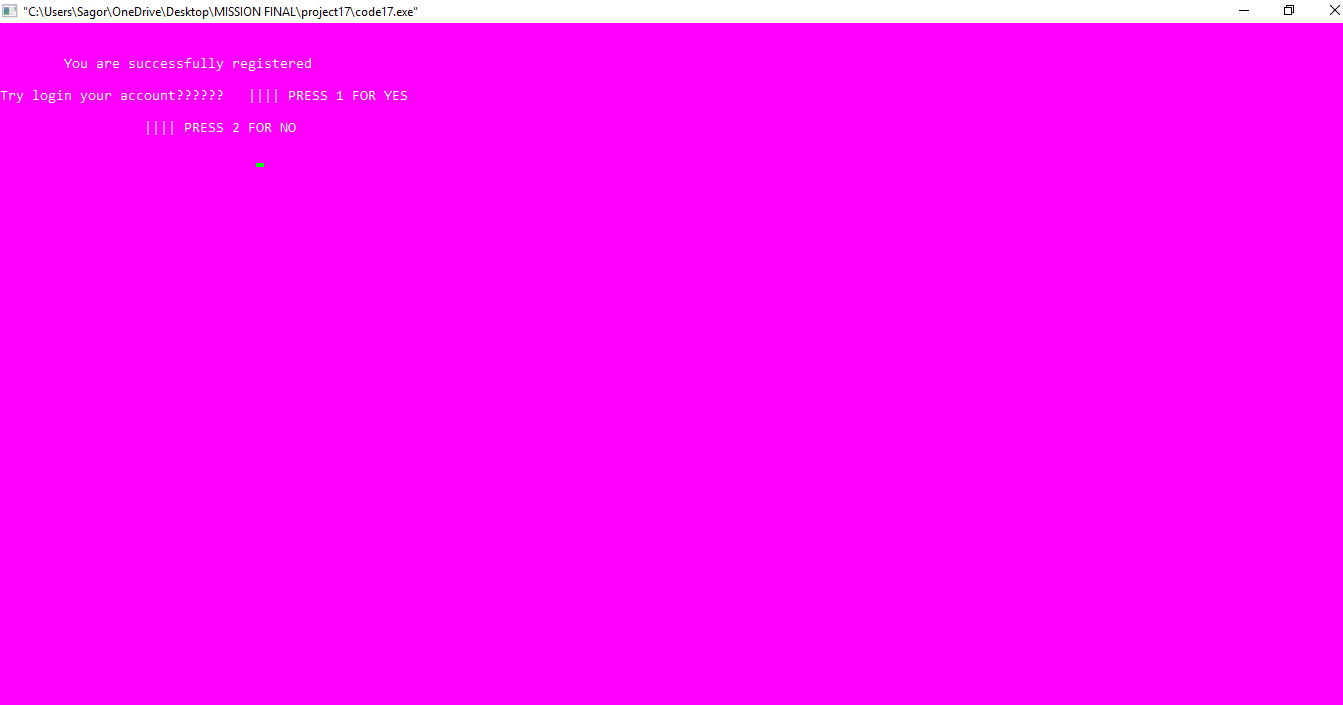 "C:\Users\Sagor\OneDrive\Desktop\MISSION FINAL\project17\code17.exe"
You are successfully registered
Try login your account?????? |||| PRESS 1 FOR YES
|||| PRESS 2 FOR NO